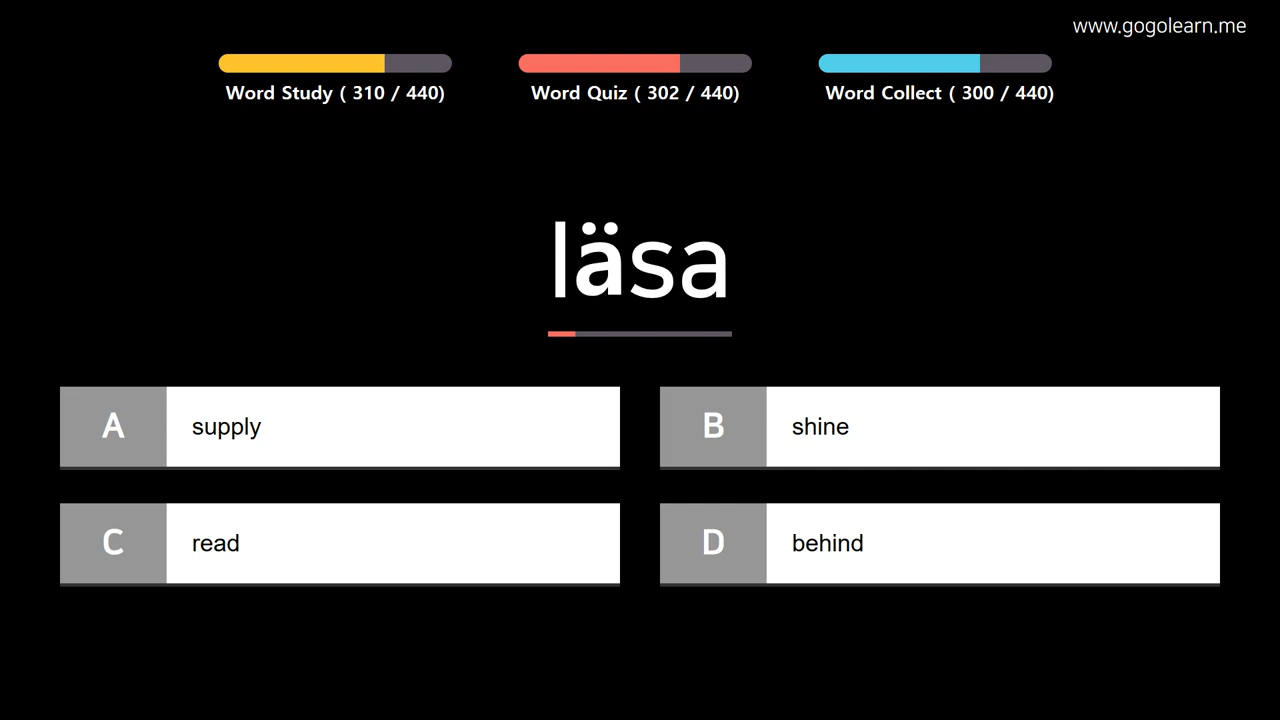 www.gogolearn.me
Word Study ( 310 / 440)
Word Quiz ( 302 / 440)
Word Collect ( 300 / 440)
läsa
A supply
B shine
C read
D behind